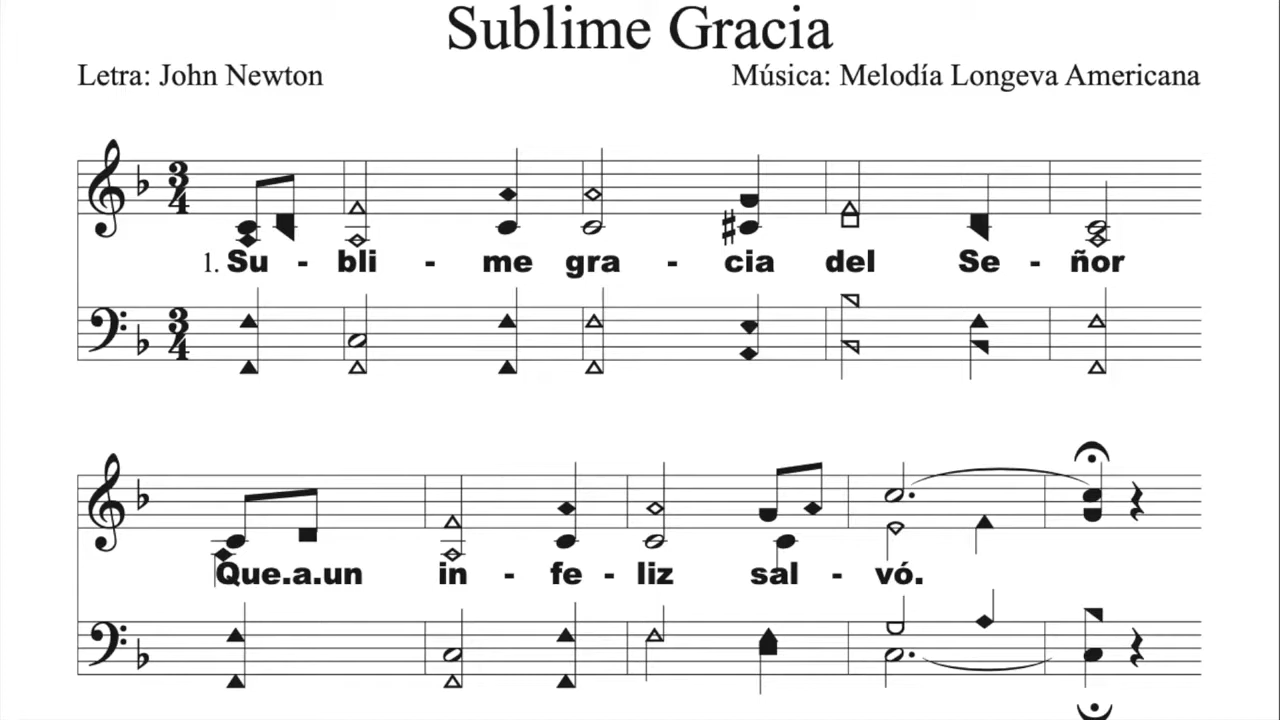 Sublime Gracia
Letra: John Newton
Música: Melodía Longeva Americana
3
4
1. Su - bli - me gra - cia del Se - ñor
3
4
Que.a.un in - fe - liz sal - vó.